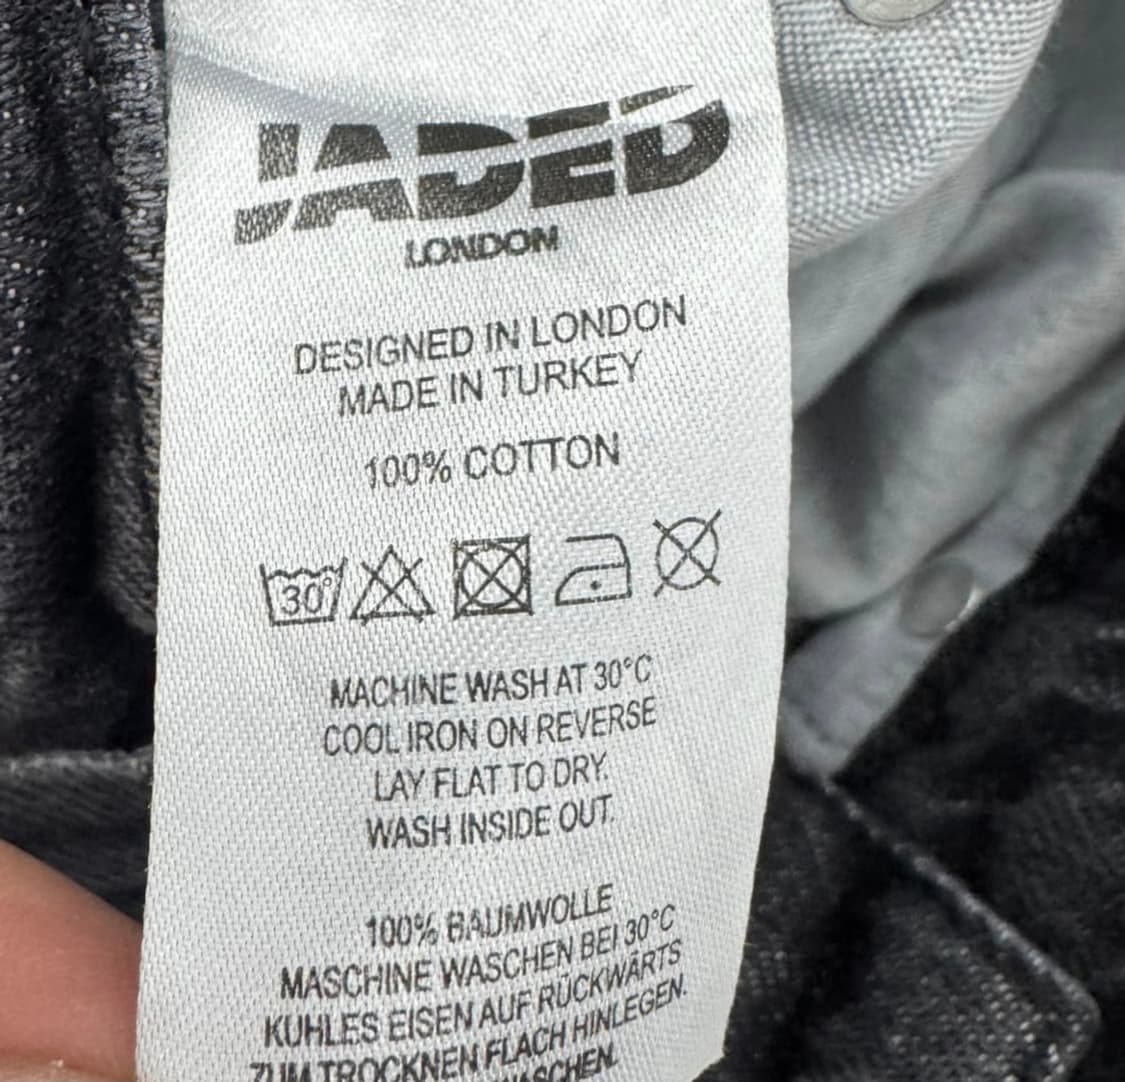 JADED
LONDON
DESIGNED IN LONDON
MADE IN TURKEY
100% COTTON
30°
MACHINE WASH AT 30°C
COOL IRON ON REVERSE
LAY FLAT TO DRY.
WASH INSIDE OUT.
100% BAUMWOLLE
MASCHINE WASCHEN BEI 30°C
KUHLES EISEN AUF RÜCKWÄRTS
ZUM TROCKNEN FLACH HINLEGEN.